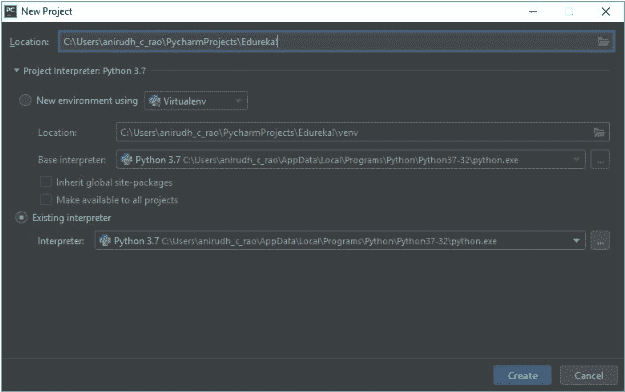 PC New Project
Location: C:\Users\anirudh_c_rao\PycharmProjects\Edureka!
Project Interpreter: Python 3.7
New environment using Virtualenv
Location: C:\Users\anirudh_c_rao\PycharmProjects\Edureka!\venv
Base interpreter: Python 3.7 C:\Users\anirudh_c_rao\AppData\Local\Programs\Python\Python37-32\python.exe ...
Inherit global site-packages
Make available to all projects
Existing interpreter
Interpreter: Python 3.7 C:\Users\anirudh_c_rao\AppData\Local\Programs\Python\Python37-32\python.exe ...
Create Cancel